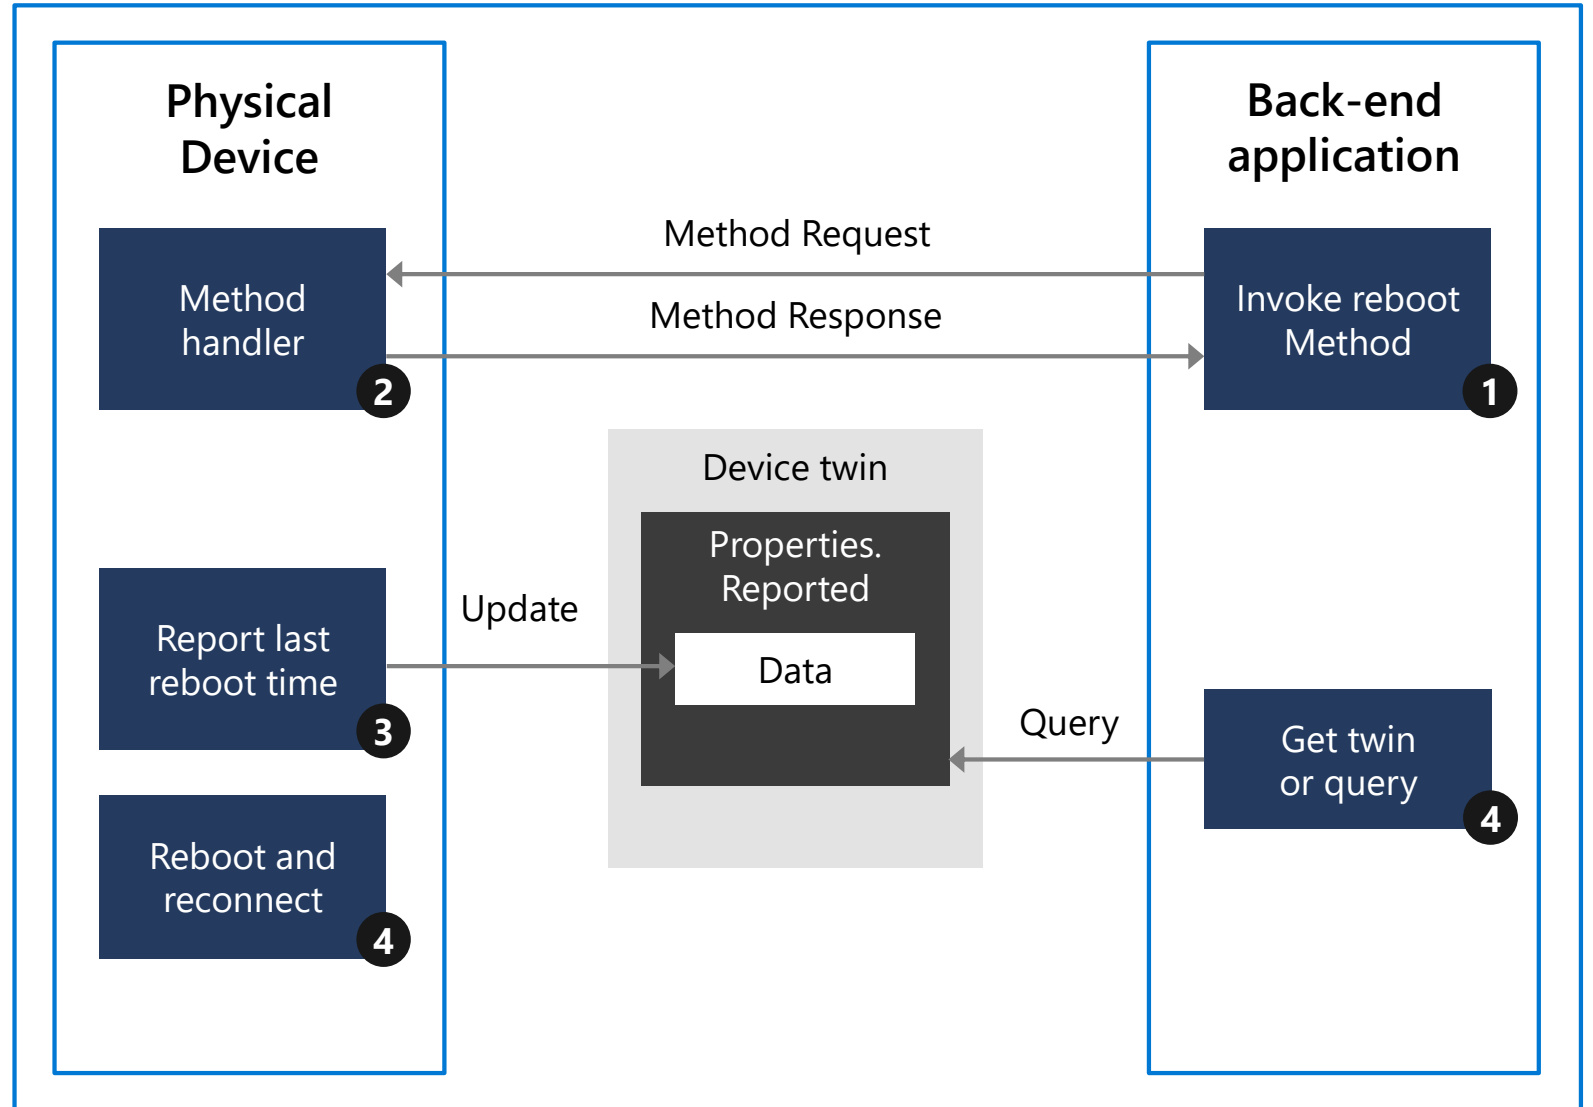 Physical
Device
Back-end
application
Method Request
Method
handler
2
Method Response
Invoke reboot
Method
1
Device twin
Properties.
Reported
Data
Report last
reboot time
3
Update
Query
Get twin
or query
4
Reboot and
reconnect
4